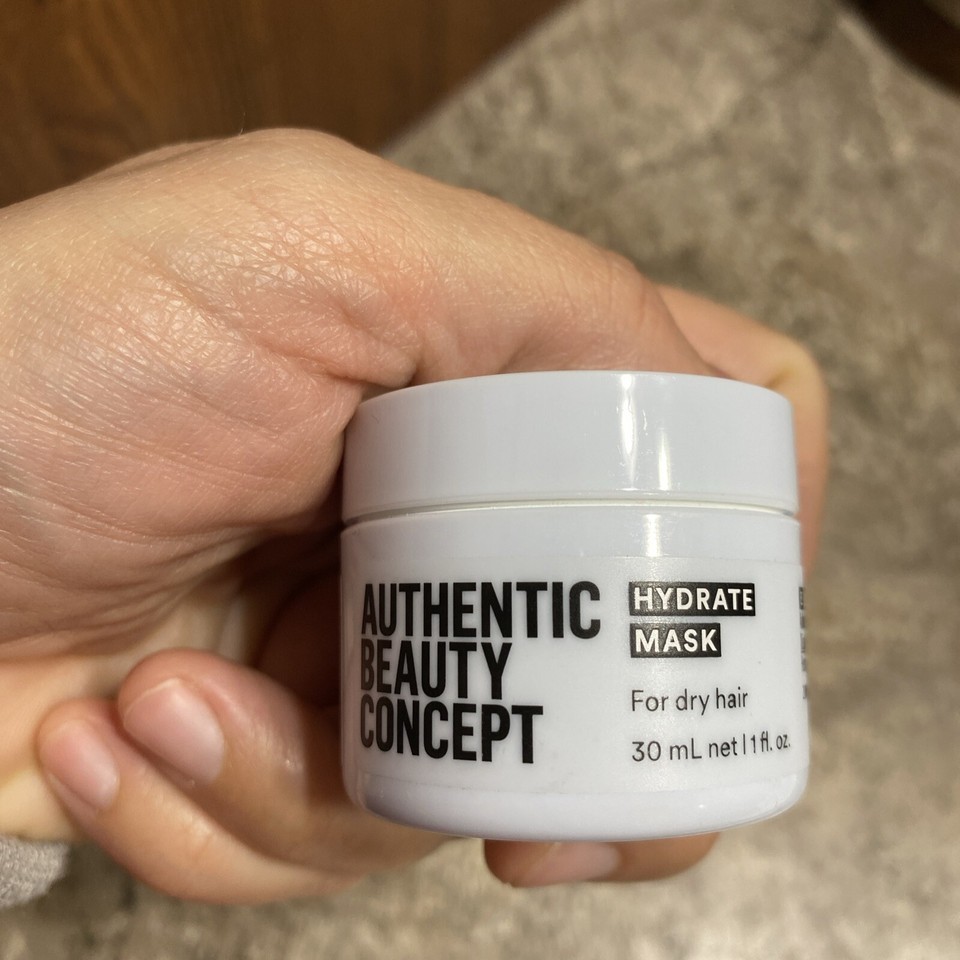 AUTHENTIC
BEAUTY
CONCEPT
HYDRATE
MASK
For dry hair
30 mL net | 1 fl. oz.